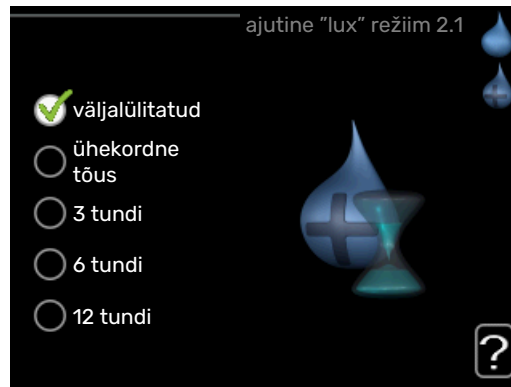 ajutine ”lux” režiim 2.1
väljalülitatud
ühekordne
tõus
3 tundi
6 tundi
12 tundi
?